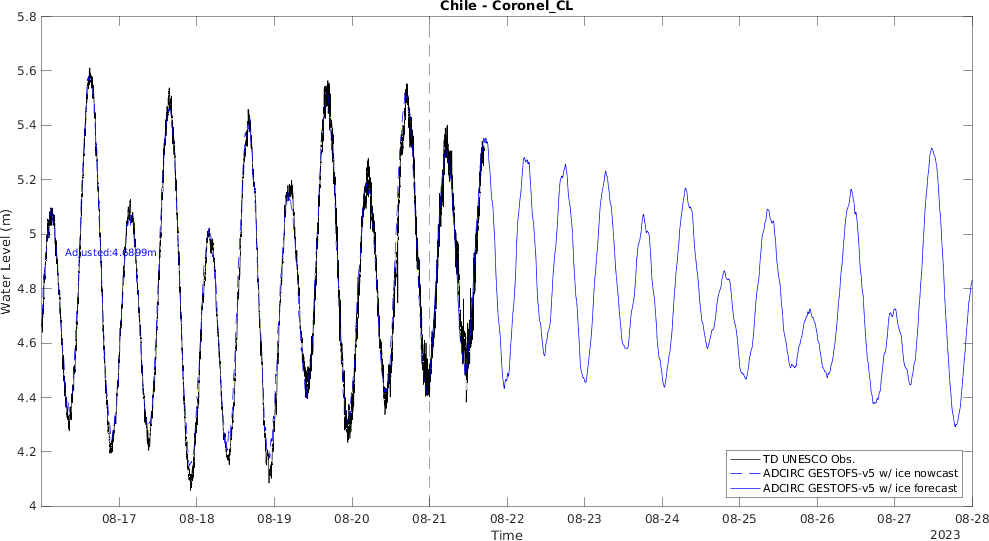 Chile - Coronel_CL
5.8
5.6
5.4
5.2
5
4.8
4.6
4.4
4.2
4
Water Level (m)
Adjusted:4.6899m
TD UNESCO Obs.
ADCIRC GESTOFS-v5 w/ ice nowcast
ADCIRC GESTOFS-v5 w/ ice forecast
08-17 08-18 08-19 08-20 08-21 08-22 08-23 08-24 08-25 08-26 08-27 08-28
Time
2023